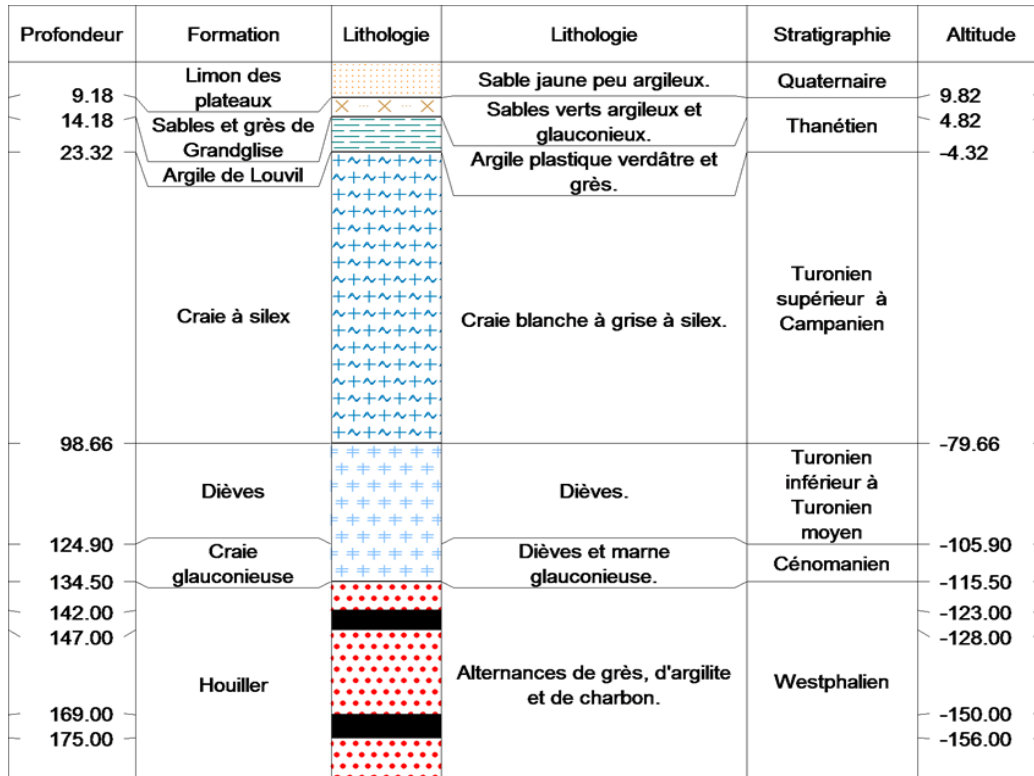 Profondeur Formation Lithologie Lithologie Stratigraphie Altitude
Limon des
plateaux
Sable jaune peu argileux.
Quaternaire
9.18
9.82
Sables et grès de
Grandglise
Sables verts argileux et
glauconieux.
Thanétien
14.18
4.82
Argile de Louvil
Argile plastique verdâtre et
grès.
23.32
-4.32
Craie à silex
Craie blanche à grise à silex.
Turonien
supérieur à
Campanien
98.66
-79.66
Dièves
Dièves.
Turonien
inférieur à
Turonien
moyen
124.90
-105.90
Craie
glauconieuse
Dièves et marne
glauconieuse.
Cénomanien
134.50
-115.50
142.00
-123.00
147.00
-128.00
Houiller
Alternances de grès, d'argilite
et de charbon.
Westphalien
169.00
-150.00
175.00
-156.00